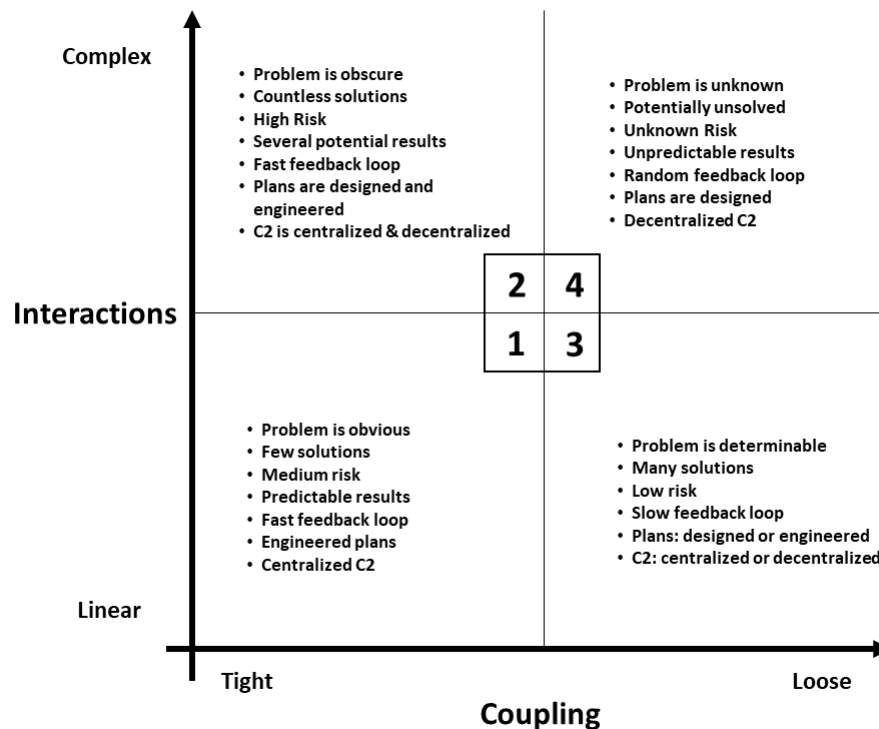 Complex
• Problem is obscure
• Countless solutions
• High Risk
• Several potential results
• Fast feedback loop
• Plans are designed and
engineered
• C2 is centralized & decentralized
• Problem is unknown
• Potentially unsolved
• Unknown Risk
• Unpredictable results
• Random feedback loop
• Plans are designed
• Decentralized C2
Interactions
2 4
1 3
• Problem is obvious
• Few solutions
• Medium risk
• Predictable results
• Fast feedback loop
• Engineered plans
• Centralized C2
• Problem is determinable
• Many solutions
• Low risk
• Slow feedback loop
• Plans: designed or engineered
• C2: centralized or decentralized
Linear
Tight
Loose
Coupling